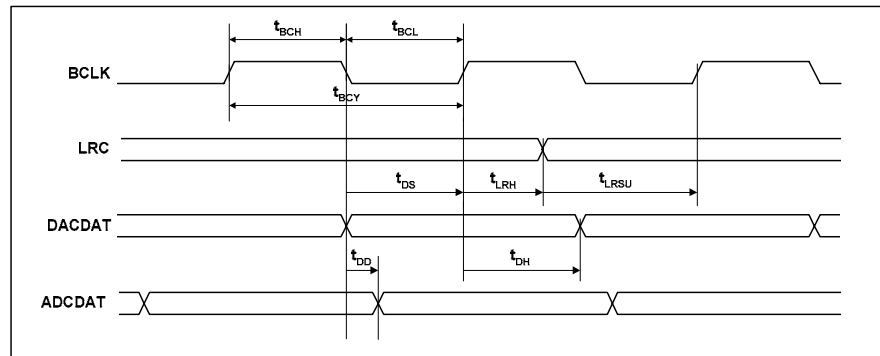 tBCH
tBCL
BCLK
tBCY
LRC
tDS
tLRH
tLRSU
DACDAT
tDD
tDH
ADCDAT